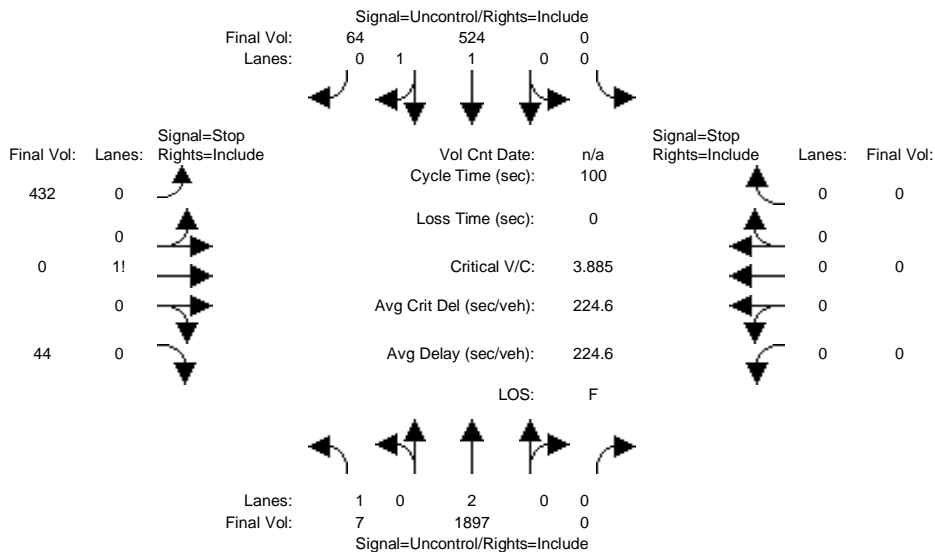 Signal=Uncontrol/Rights=Include
Final Vol: 64 524 0
Lanes: 0 1 1 0 0
Signal=Stop Signal=Stop
Final Vol: Lanes: Rights=Include Vol Cnt Date: n/a Rights=Include Lanes: Final Vol:
Cycle Time (sec): 100
432 0 0 0
Loss Time (sec): 0
0 0
0 1! Critical V/C: 3.885 0 0
0 Avg Crit Del (sec/veh): 224.6 0
44 0 Avg Delay (sec/veh): 224.6 0 0
LOS: F
Lanes: 1 0 2 0 0
Final Vol: 7 1897 0
Signal=Uncontrol/Rights=Include